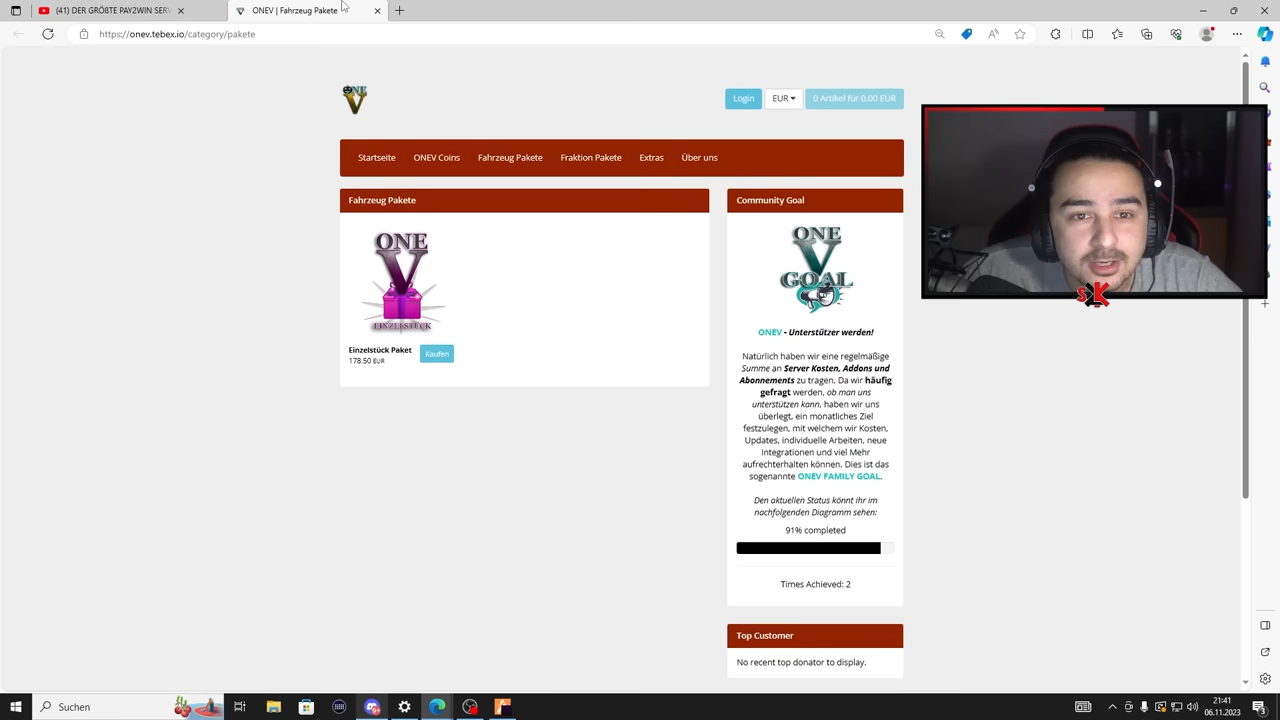 (41) DER GRÖßTE PAY2WIN SERV
ONEV | Fahrzeug Pakete
https://onev.tebex.io/category/pakete
ONE V
Login
EUR
0 Artikel für 0.00 EUR
Startseite
ONEV Coins
Fahrzeug Pakete
Fraktion Pakete
Extras
Über uns
Fahrzeug Pakete
ONE
V
EINZELSTÜCK
Einzelstück Paket
178.50 EUR
Kaufen
Community Goal
ONE
V
GOAL
ONEV - Unterstützer werden!
Natürlich haben wir eine regelmäßige
Summe an Server Kosten, Addons und
Abonnements zu tragen. Da wir häufig
gefragt werden, ob man uns
unterstützen kann, haben wir uns
überlegt, ein monatliches Ziel
festzulegen, mit welchem wir Kosten,
Updates, individuelle Arbeiten, neue
Integrationen und viel Mehr
aufrechterhalten können. Dies ist das
sogenannte ONEV FAMILY GOAL.
Den aktuellen Status könnt ihr im
nachfolgenden Diagramm sehen:
91% completed
Times Achieved: 2
Top Customer
No recent top donator to display.
SLK
Suchen
21:41
06.11.2023